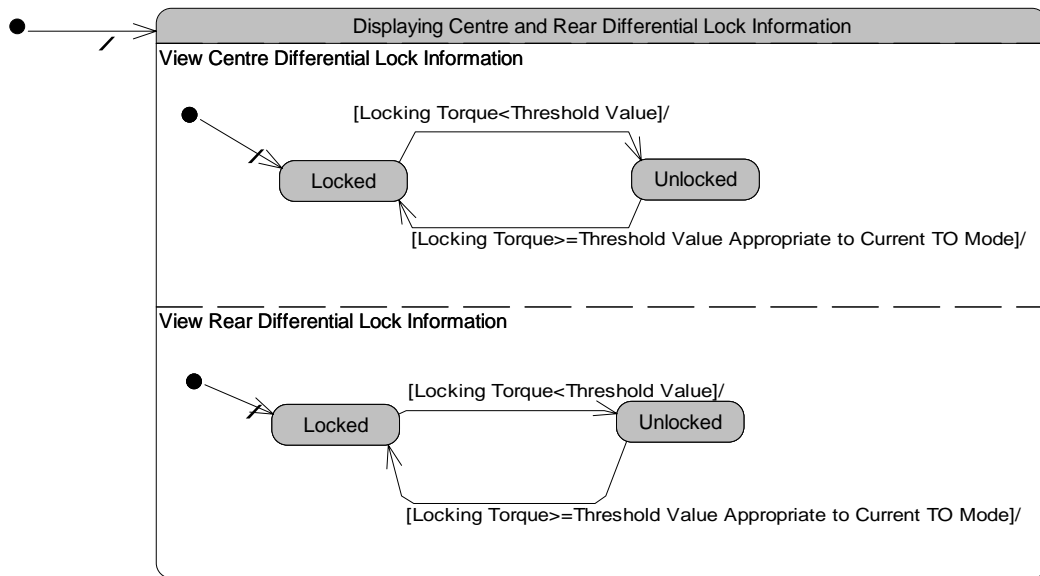 Displaying Centre and Rear Differential Lock Information
/
View Centre Differential Lock Information
[Locking Torque<Threshold Value]/
/
Locked
Unlocked
[Locking Torque>=Threshold Value Appropriate to Current TO Mode]/
View Rear Differential Lock Information
[Locking Torque<Threshold Value]/
/
Locked
Unlocked
[Locking Torque>=Threshold Value Appropriate to Current TO Mode]/